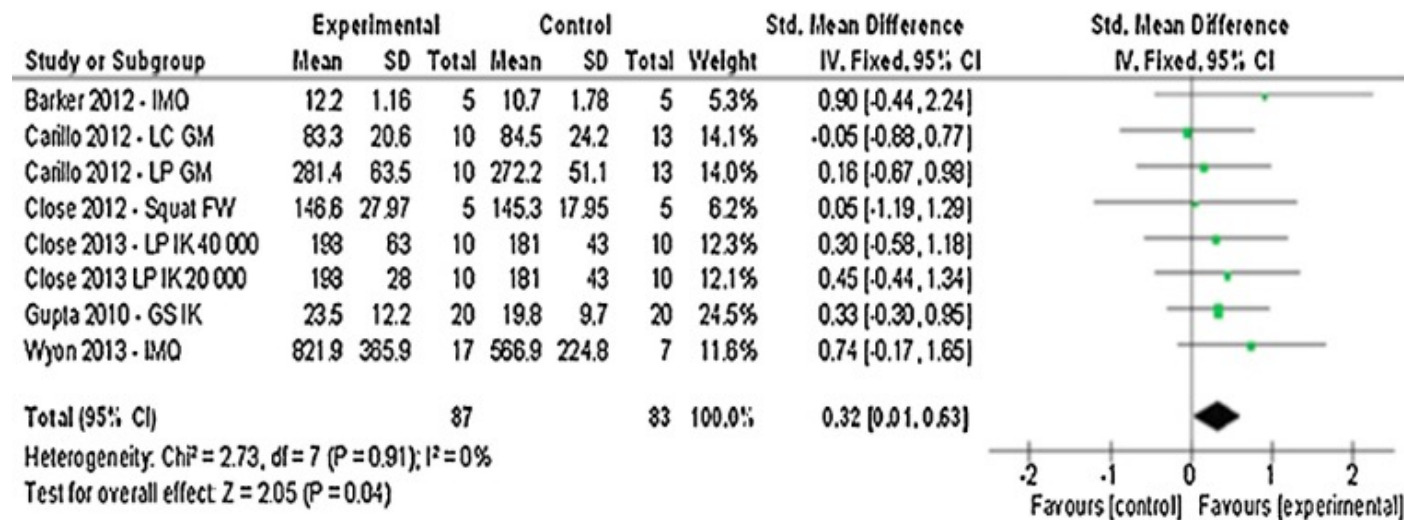 Experimental Control Std. Mean Difference Std. Mean Difference
Study or Subgroup Mean SD Total Mean SD Total Weight IV, Fixed, 95% CI IV, Fixed, 95% CI
Barker 2012 - IMQ 12.2 1.16 5 10.7 1.78 5 5.3% 0.90 [-0.44, 2.24]
Carillo 2012 - LC GM 83.3 20.6 10 84.5 24.2 13 14.1% -0.05 [-0.88, 0.77]
Carillo 2012 - LP GM 281.4 63.5 10 272.2 51.1 13 14.0% 0.16 [-0.67, 0.98]
Close 2012 - Squat FW 146.6 27.97 5 145.3 17.95 5 6.2% 0.05 [-1.19, 1.29]
Close 2013 - LP IK 40 000 193 63 10 181 43 10 12.3% 0.30 [-0.58, 1.18]
Close 2013 LP IK 20 000 193 28 10 181 43 10 12.1% 0.45 [-0.44, 1.34]
Gupta 2010 - GS IK 23.5 12.2 20 19.8 9.7 20 24.5% 0.33 [-0.30, 0.95]
Wyon 2013 - IMQ 821.9 365.9 17 566.9 224.8 7 11.6% 0.74 [-0.17, 1.65]
Total (95% CI) 87 83 100.0% 0.32 [0.01, 0.63]
Heterogeneity: Chi² = 2.73, df = 7 (P = 0.91); I² = 0%
Test for overall effect: Z = 2.05 (P = 0.04)
-2 -1 0 1 2
Favours [control] Favours [experimental]